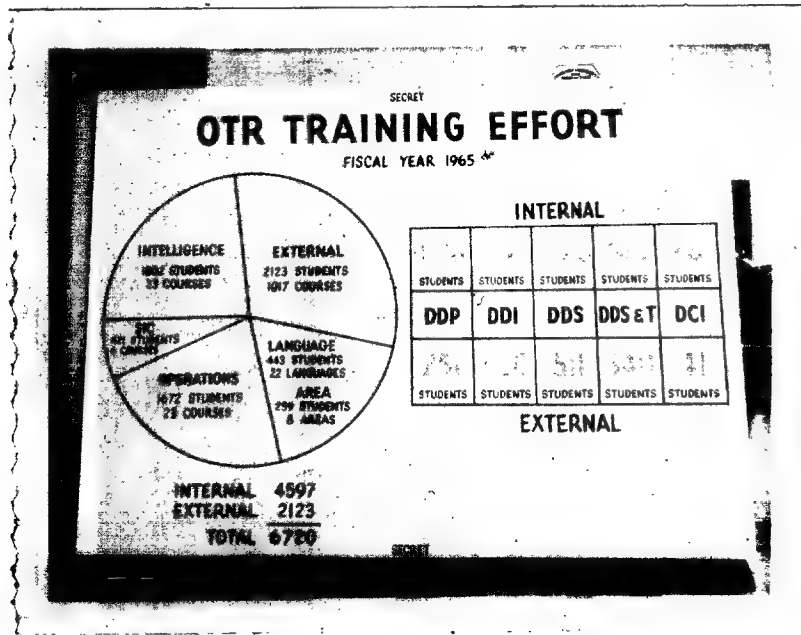 SECRET
OTR TRAINING EFFORT
FISCAL YEAR 1965
INTELLIGENCE
STUDENTS
33 COURSES
EXTERNAL
2123 STUDENTS
1017 COURSES
STUDENTS
COURSES
OPERATIONS
1672 STUDENTS
COURSES
LANGUAGE
443 STUDENTS
22 LANGUAGES
AREA
STUDENTS
AREAS
INTERNAL 4597
EXTERNAL 2123
TOTAL 6720
INTERNAL
STUDENTS STUDENTS STUDENTS STUDENTS STUDENTS
DDP DDI DDS DDS&T DCI
STUDENTS STUDENTS STUDENTS STUDENTS STUDENTS
EXTERNAL
SECRET